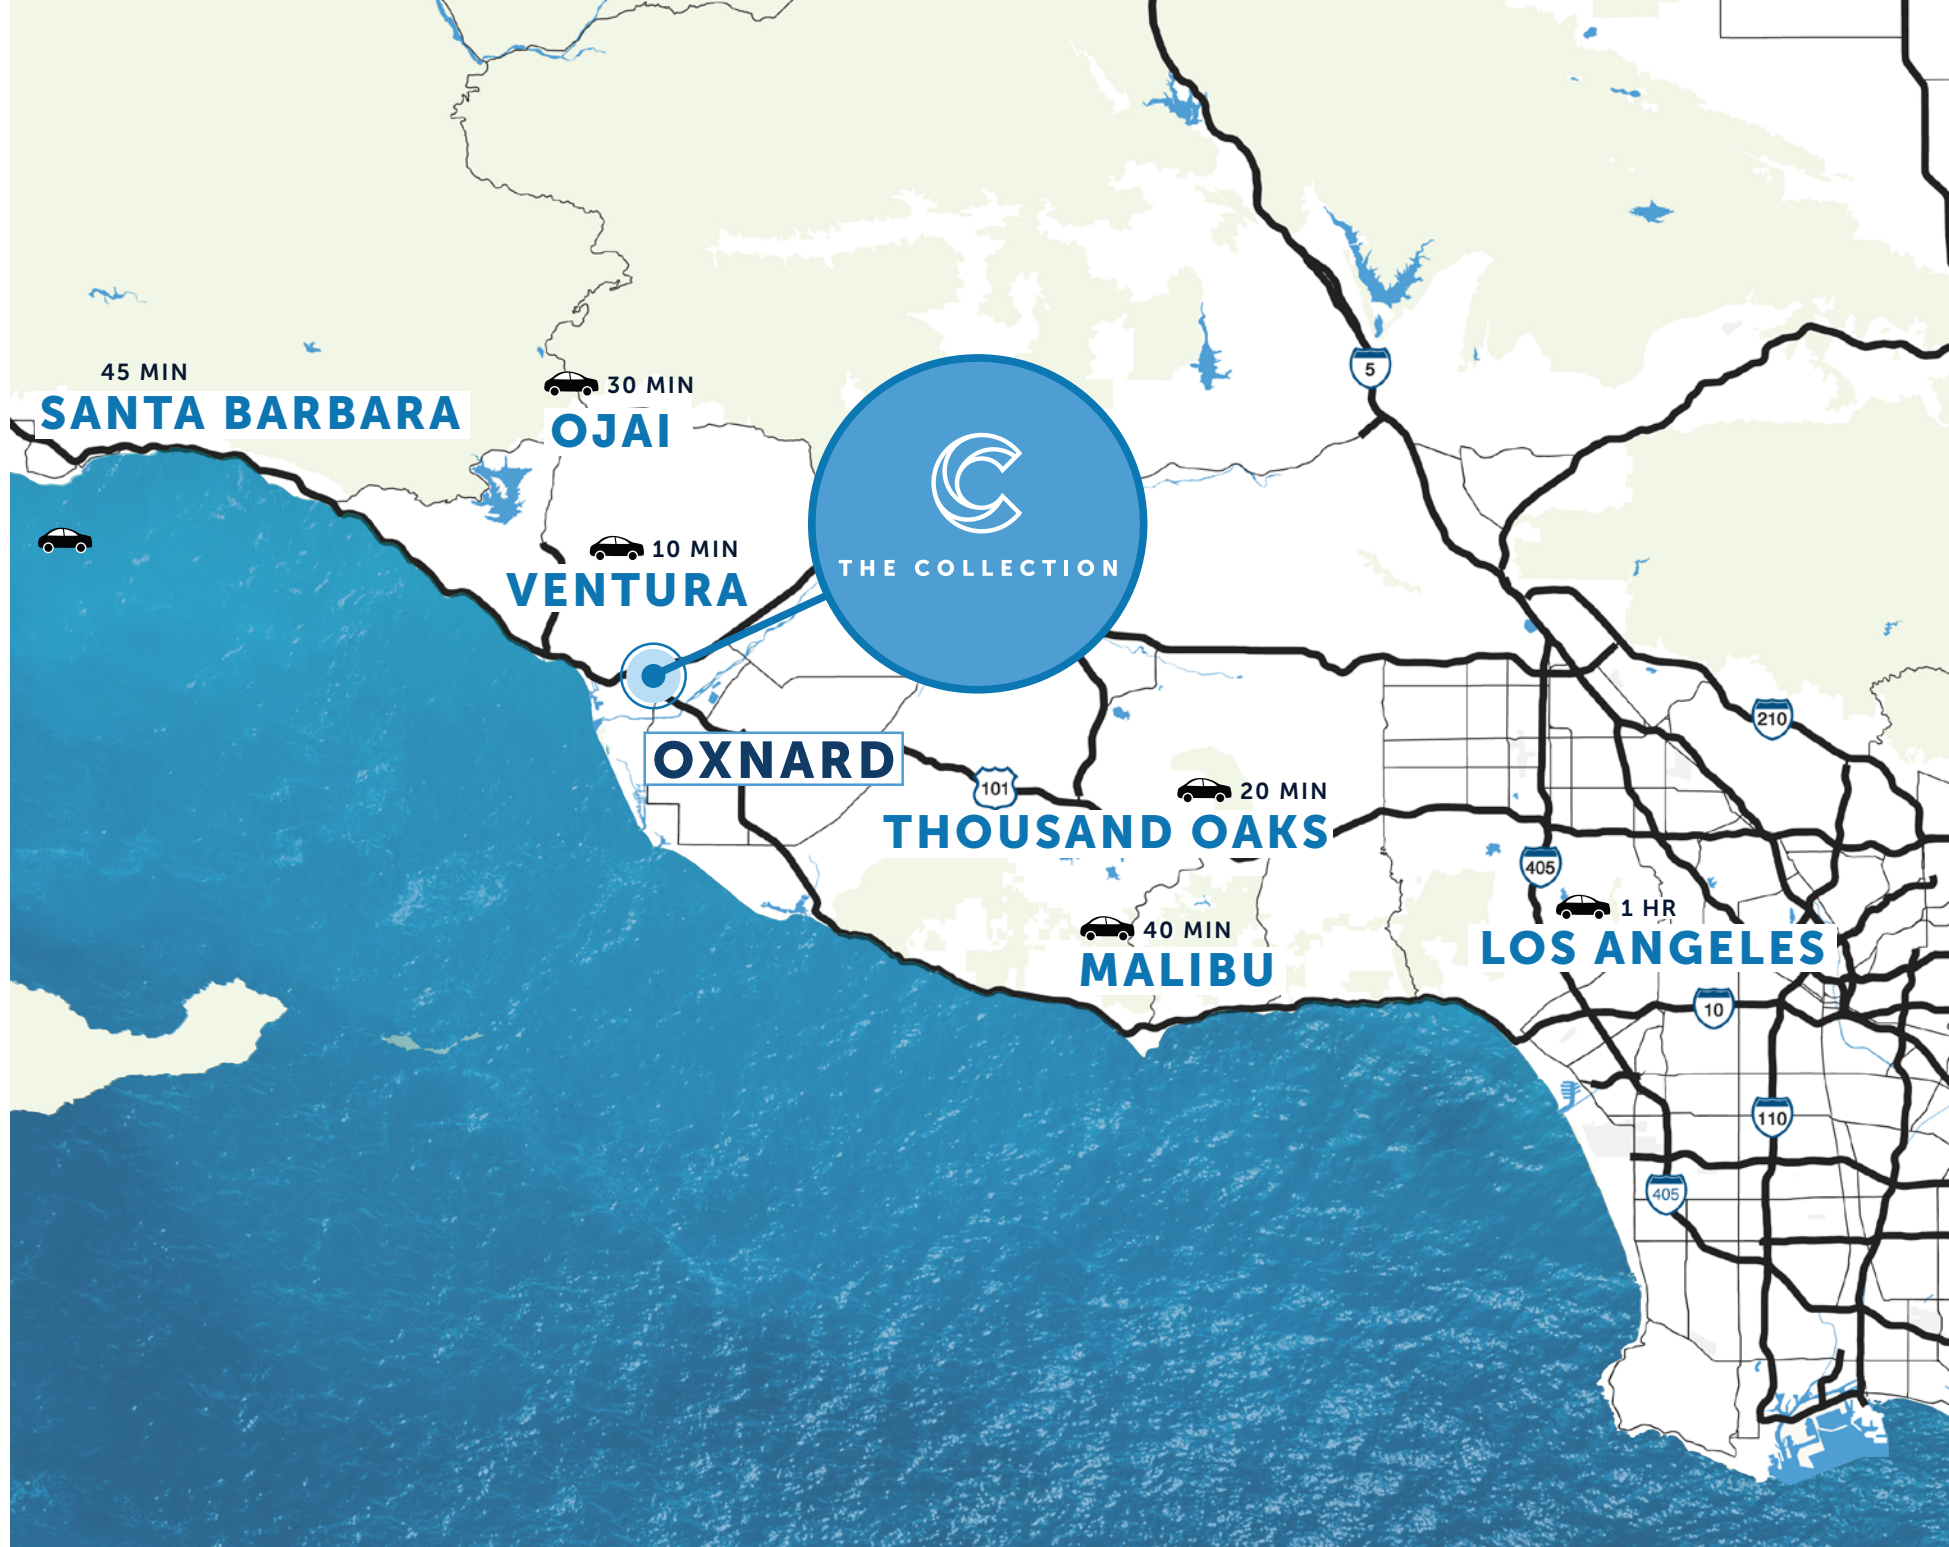 5
45 MIN
SANTA BARBARA
30 MIN
OJAI
THE COLLECTION
10 MIN
VENTURA
210
OXNARD
101
20 MIN
THOUSAND OAKS
405
1 HR
LOS ANGELES
40 MIN
MALIBU
10
110
405